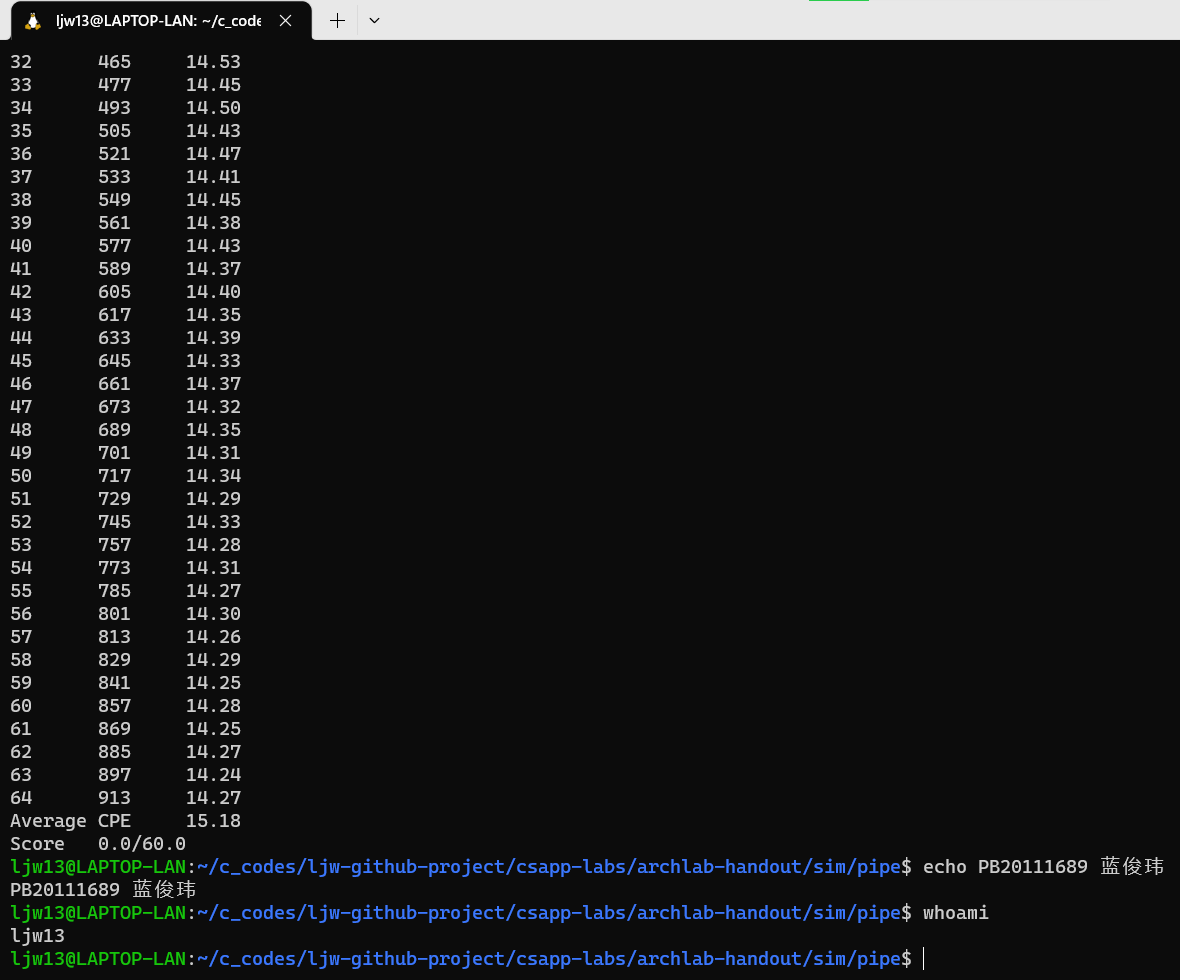 ljw13@LAPTOP-LAN: ~/c_code
32 465 14.53
33 477 14.45
34 493 14.50
35 505 14.43
36 521 14.47
37 533 14.41
38 549 14.45
39 561 14.38
40 577 14.43
41 589 14.37
42 605 14.40
43 617 14.35
44 633 14.39
45 645 14.33
46 661 14.37
47 673 14.32
48 689 14.35
49 701 14.31
50 717 14.34
51 729 14.29
52 745 14.33
53 757 14.28
54 773 14.31
55 785 14.27
56 801 14.30
57 813 14.26
58 829 14.29
59 841 14.25
60 857 14.28
61 869 14.25
62 885 14.27
63 897 14.24
64 913 14.27
Average CPE 15.18
Score 0.0/60.0
ljw13@LAPTOP-LAN:~/c_codes/ljw-github-project/csapp-labs/archlab-handout/sim/pipe$ echo PB20111689 蓝俊玮
PB20111689 蓝俊玮
ljw13@LAPTOP-LAN:~/c_codes/ljw-github-project/csapp-labs/archlab-handout/sim/pipe$ whoami
ljw13
ljw13@LAPTOP-LAN:~/c_codes/ljw-github-project/csapp-labs/archlab-handout/sim/pipe$